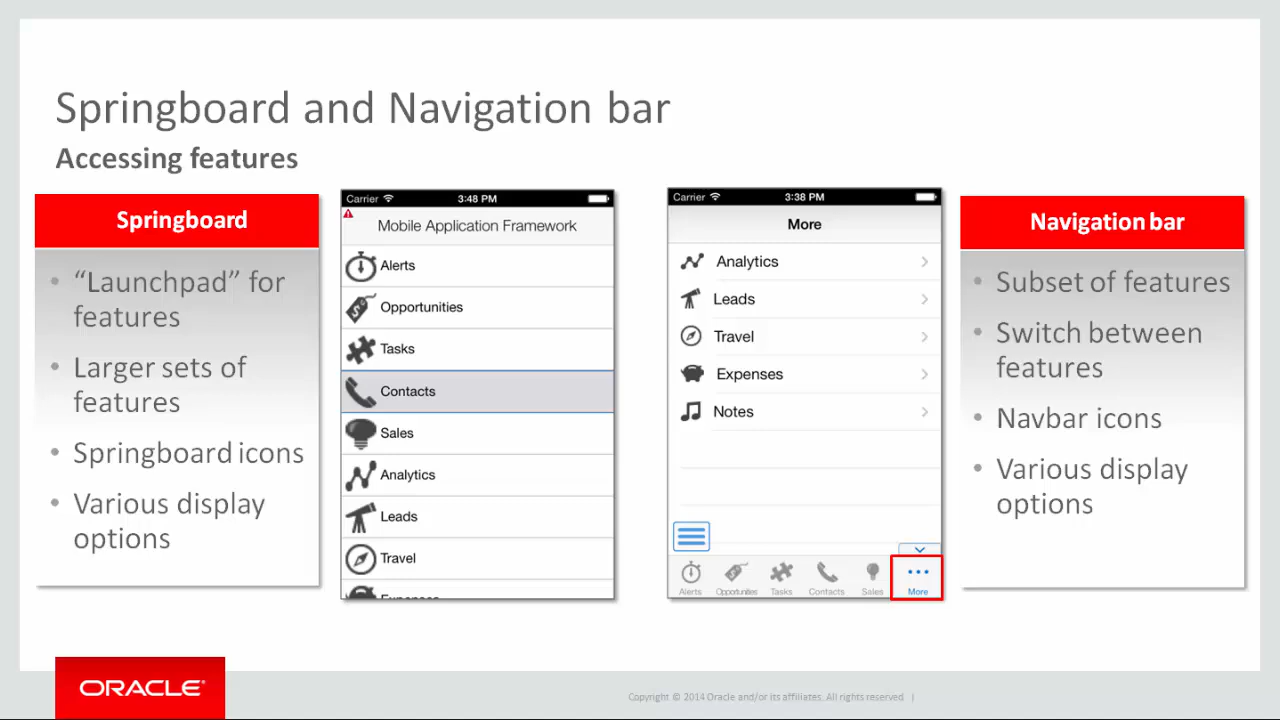 Springboard and Navigation bar
Accessing features
Springboard
• “Launchpad” for
features
• Larger sets of
features
• Springboard icons
• Various display
options
Carrier 3:48 PM
Mobile Application Framework
Alerts
Opportunities
Tasks
Contacts
Sales
Analytics
Leads
Travel
Expenses
Carrier 3:38 PM
More
Analytics
Leads
Travel
Expenses
Notes
Alerts Opportunities Tasks Contacts Sales More
Navigation bar
• Subset of features
• Switch between
features
• Navbar icons
• Various display
options
ORACLE®
Copyright © 2014 Oracle and/or its affiliates. All rights reserved. |